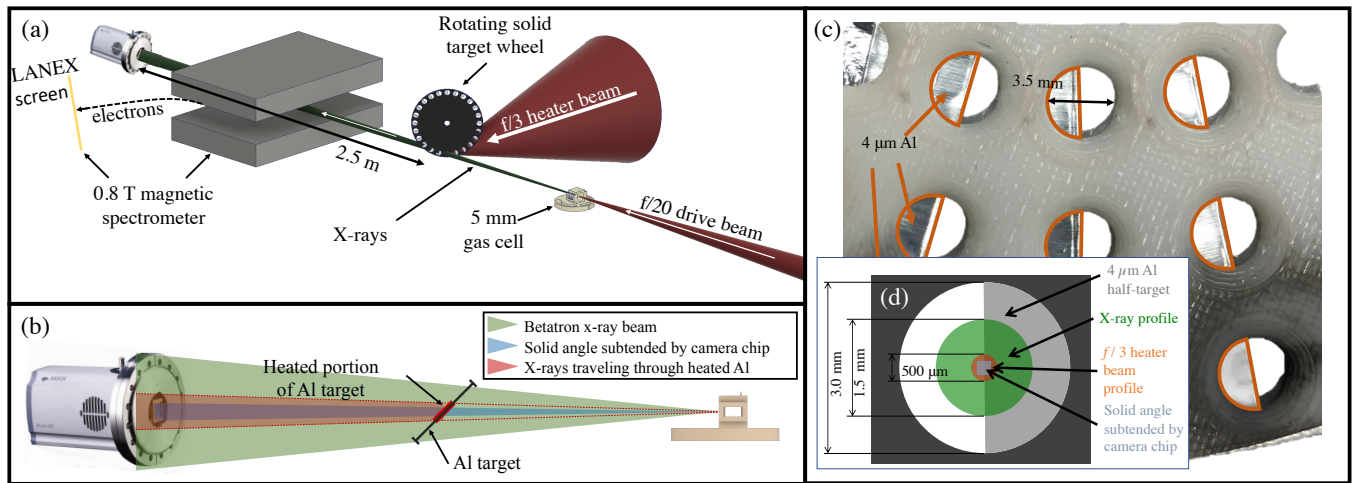 (a)
Rotating solid
target wheel
LANEX
screen
electrons
f/3 heater beam
2.5 m
0.8 T magnetic
spectrometer
X-rays
5 mm
gas cell
f/20 drive beam
(b)
Betatron x-ray beam
Solid angle subtended by camera chip
X-rays traveling through heated Al
Heated portion
of Al target
Al target
(c)
3.5 mm
4 μm Al
(d)
4 μm Al
half-target
X-ray profile
f / 3 heater
beam
profile
Solid angle
subtended by
camera chip
3.0 mm
1.5 mm
500 μm